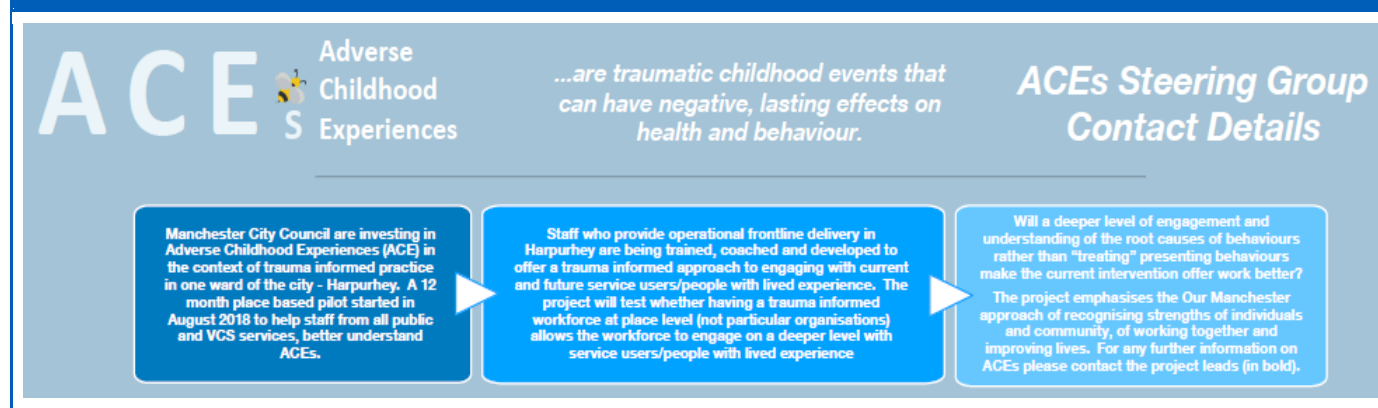 A C E S
Adverse
Childhood
Experiences
...are traumatic childhood events that
can have negative, lasting effects on
health and behaviour.
ACEs Steering Group
Contact Details
Manchester City Council are investing in
Adverse Childhood Experiences (ACE) in
the context of trauma informed practice
in one ward of the city - Harpurhey. A 12
month place based pilot started in
August 2018 to help staff from all public
and VCS services, better understand
ACEs.
Staff who provide operational frontline delivery in
Harpurhey are being trained, coached and developed to
offer a trauma informed approach to engaging with current
and future service users/people with lived experience. The
project will test whether having a trauma informed
workforce at place level (not particular organisations)
allows the workforce to engage on a deeper level with
service users/people with lived experience
Will a deeper level of engagement and
understanding of the root causes of behaviours
rather than “treating” presenting behaviours
make the current intervention offer work better?
The project emphasises the Our Manchester
approach of recognising strengths of individuals
and community, of working together and
improving lives. For any further information on
ACEs please contact the project leads (in bold).